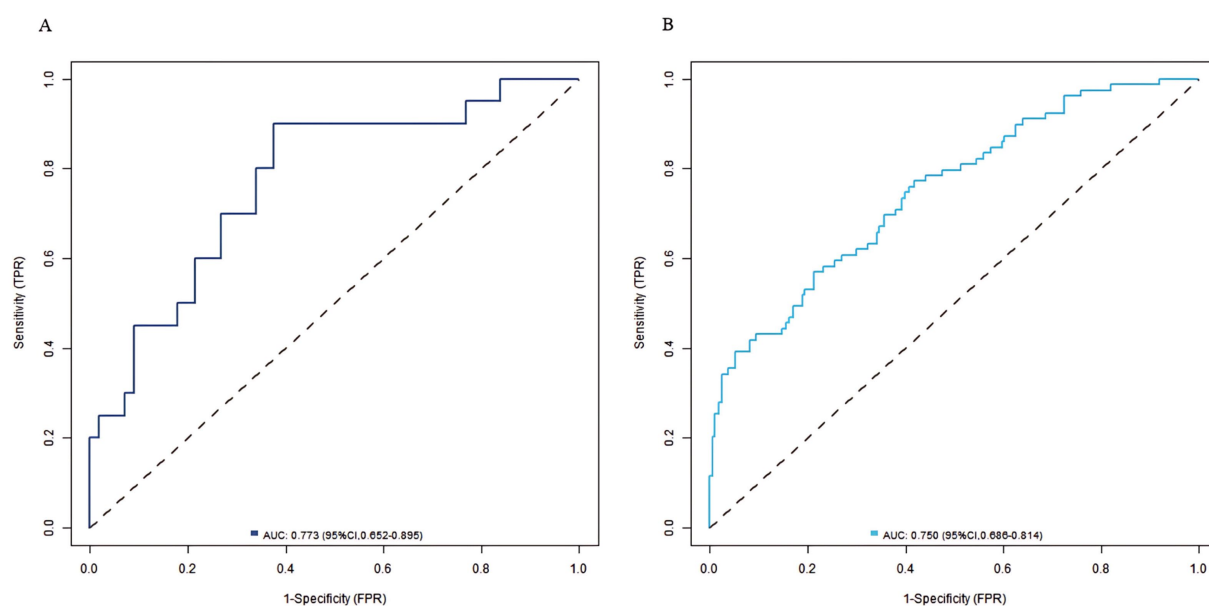 A
B
1.0
0.8
0.6
0.4
0.2
0.0
Sensitivity (TPR)
AUC: 0.773 (95%CI,0.652-0.895)
0.0 0.2 0.4 0.6 0.8 1.0
1-Specificity (FPR)
1.0
0.8
0.6
0.4
0.2
0.0
Sensitivity (TPR)
AUC: 0.750 (95%CI,0.686-0.814)
0.0 0.2 0.4 0.6 0.8 1.0
1-Specificity (FPR)